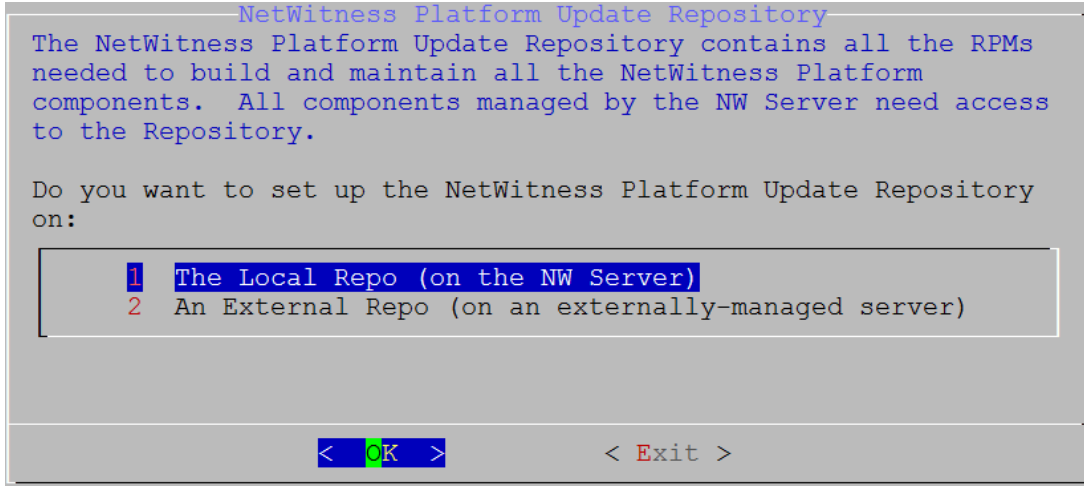 NetWitness Platform Update Repository
The NetWitness Platform Update Repository contains all the RPMs
needed to build and maintain all the NetWitness Platform
components.  All components managed by the NW Server need access
to the Repository.
Do you want to set up the NetWitness Platform Update Repository
on:
1 The Local Repo (on the NW Server)
2 An External Repo (on an externally-managed server)
< OK > < Exit >